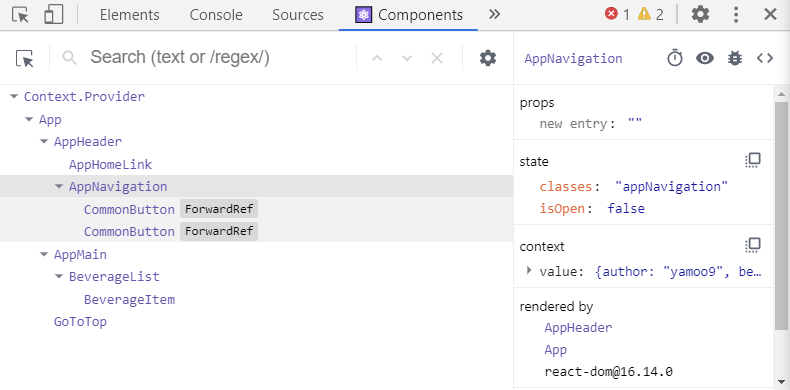 Elements Console Sources Components » 1 2
Search (text or /regex/)
Context.Provider
App
AppHeader
AppHomeLink
AppNavigation
CommonButton ForwardRef
CommonButton ForwardRef
AppMain
BeverageList
BeverageItem
GoToTop
AppNavigation
props
new entry: ""
state
classes: "appNavigation"
isOpen: false
context
value: {author: "yamoo9", be…
rendered by
AppHeader
App
react-dom@16.14.0